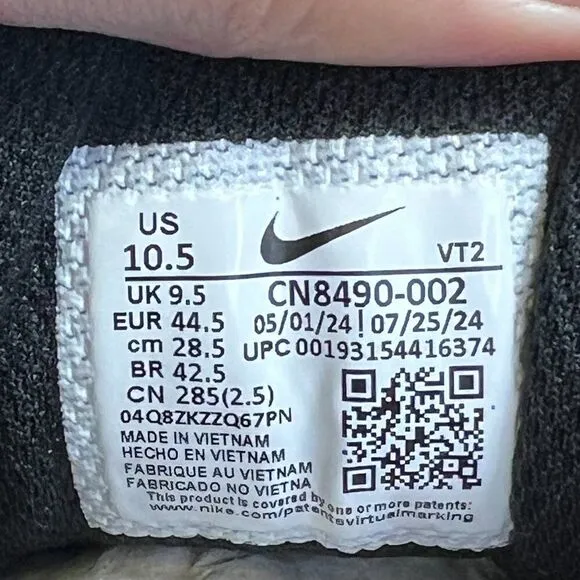 US
10.5
VT2
UK 9.5
CN8490-002
EUR 44.5
05/01/24 | 07/25/24
cm 28.5
UPC 00193154416374
BR 42.5
CN 285(2.5)
04Q8ZKZZQ67PN
MADE IN VIETNAM
HECHO EN VIETNAM
FABRIQUE AU VIETNAM
FABRICADO NO VIETNA
This product is covered by one or more patents:
www.nike.com/patentsvirtualmarking